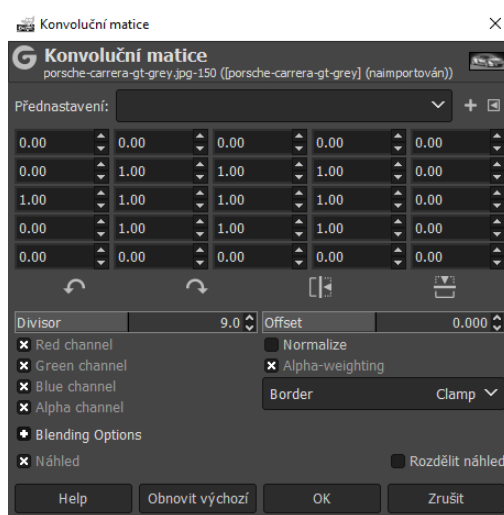 Konvoluční matice
Konvoluční matice
porsche-carrera-gt-grey.jpg-150 ([porsche-carrera-gt-grey] (naimportován))
Přednastavení:
0.00 0.00 0.00 0.00 0.00
0.00 1.00 1.00 1.00 0.00
1.00 1.00 1.00 1.00 0.00
0.00 1.00 1.00 1.00 0.00
0.00 0.00 0.00 0.00 0.00
Divisor 9.0 Offset 0.000
Red channel Normalize
Green channel Alpha-weighting
Blue channel
Border Clamp
Alpha channel
Blending Options
Náhled Rozdělit náhled
Help Obnovit výchozí OK Zrušit